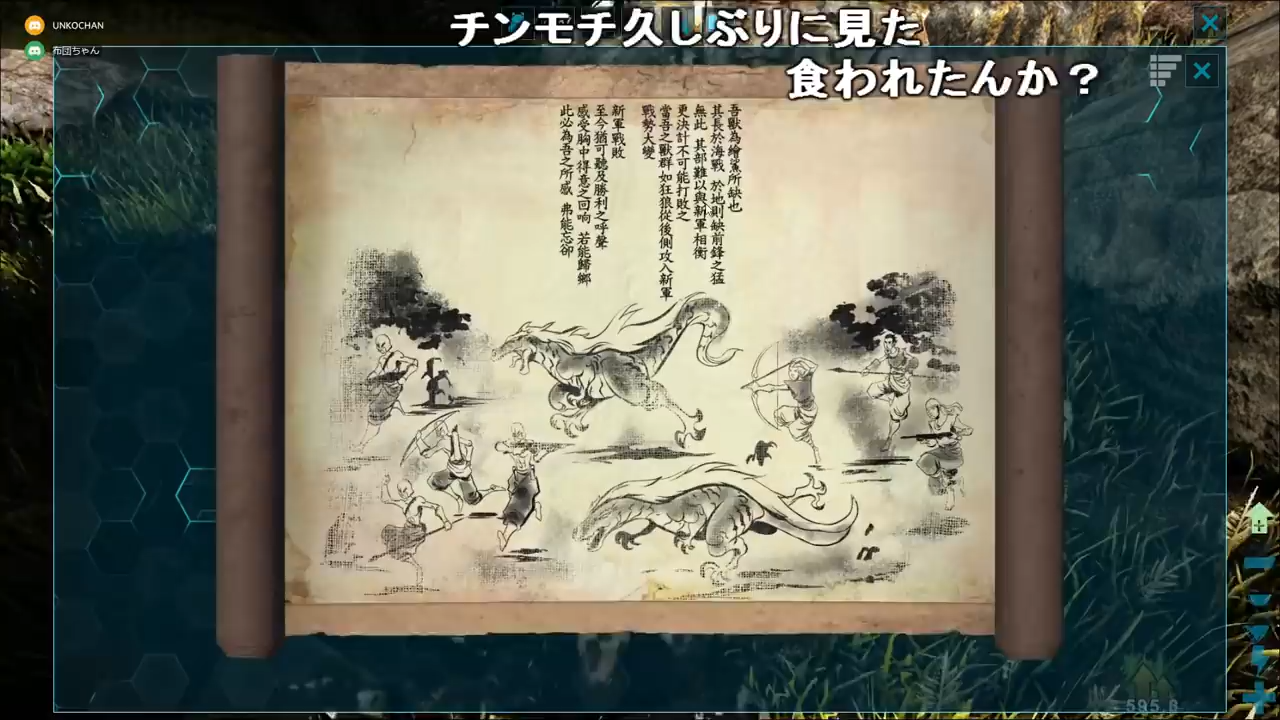 UNKOCHAN
布団ちゃん
チンモチ久しぶりに見た
食われたんか？
吾獸為繪鯊所缺也
其長於海戰 於地則缺前鋒之猛
無此 其部難以與新軍相衡
更決計不可能打敗之
當吾之獸群如狂狼從後側攻入新軍
戰勢大變
新軍戰敗
至今猶可聽及勝利之呼聲
感受胸中得意之回响 若能歸鄉
此必為吾之所感 弗能忘卻
595.8